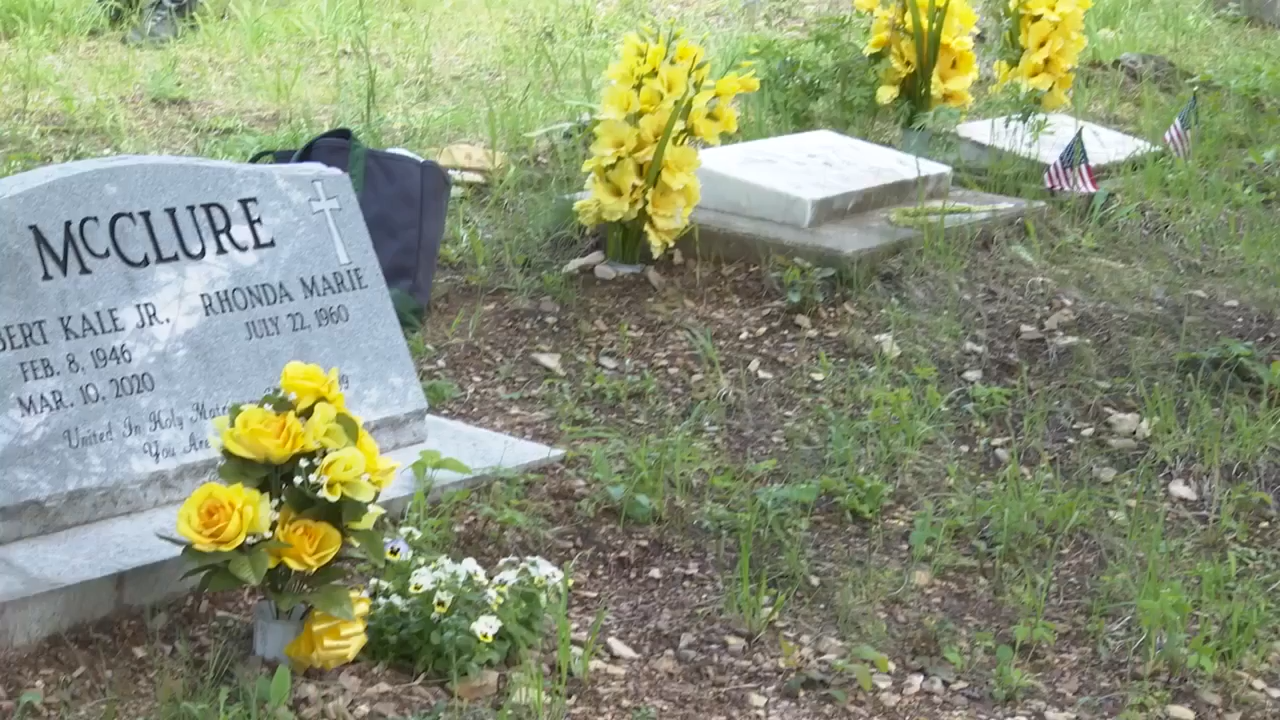 MCCLURE
BERT KALE JR. RHONDA MARIE
FEB. 8, 1946 JULY 22, 1960
MAR. 10, 2020
United In Holy
You Are